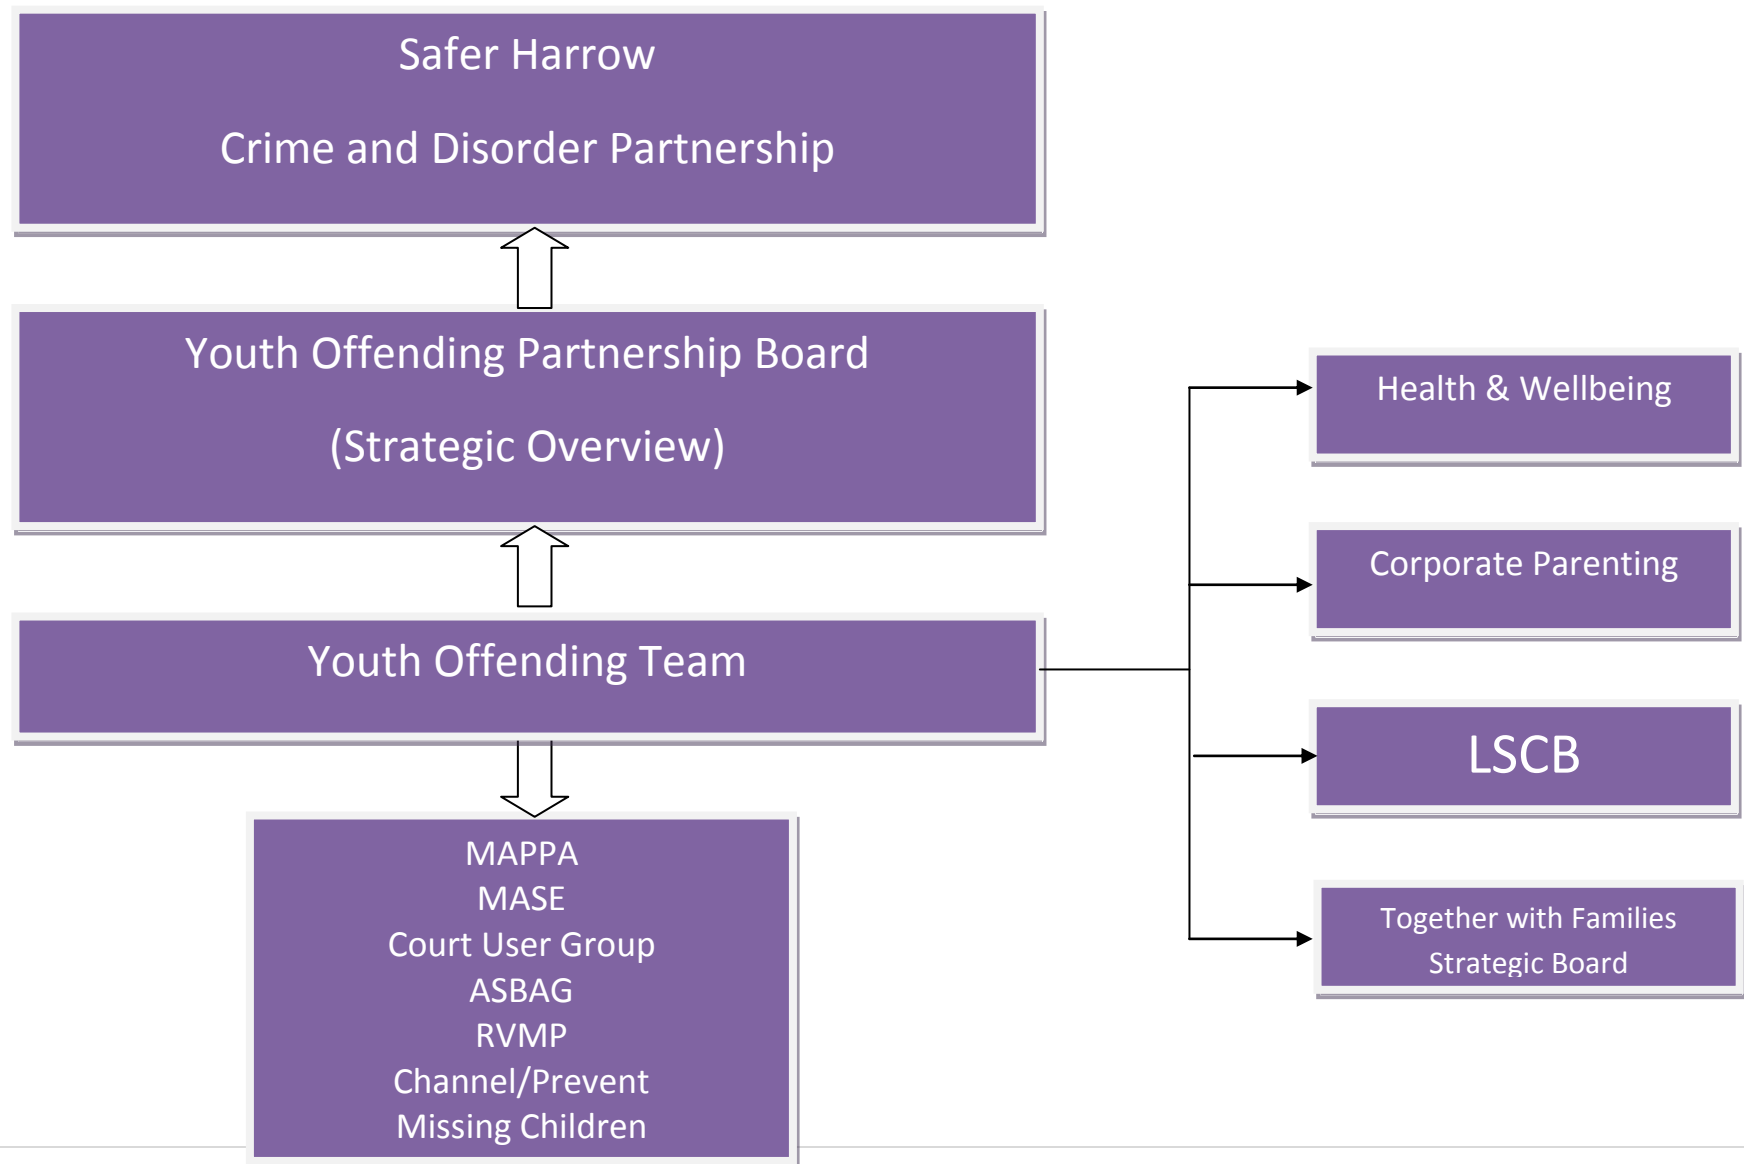 Safer Harrow
Crime and Disorder Partnership
Youth Offending Partnership Board
(Strategic Overview)
Youth Offending Team
MAPPA
MASE
Court User Group
ASBAG
RVMP
Channel/Prevent
Missing Children
Health & Wellbeing
Corporate Parenting
LSCB
Together with Families
Strategic Board